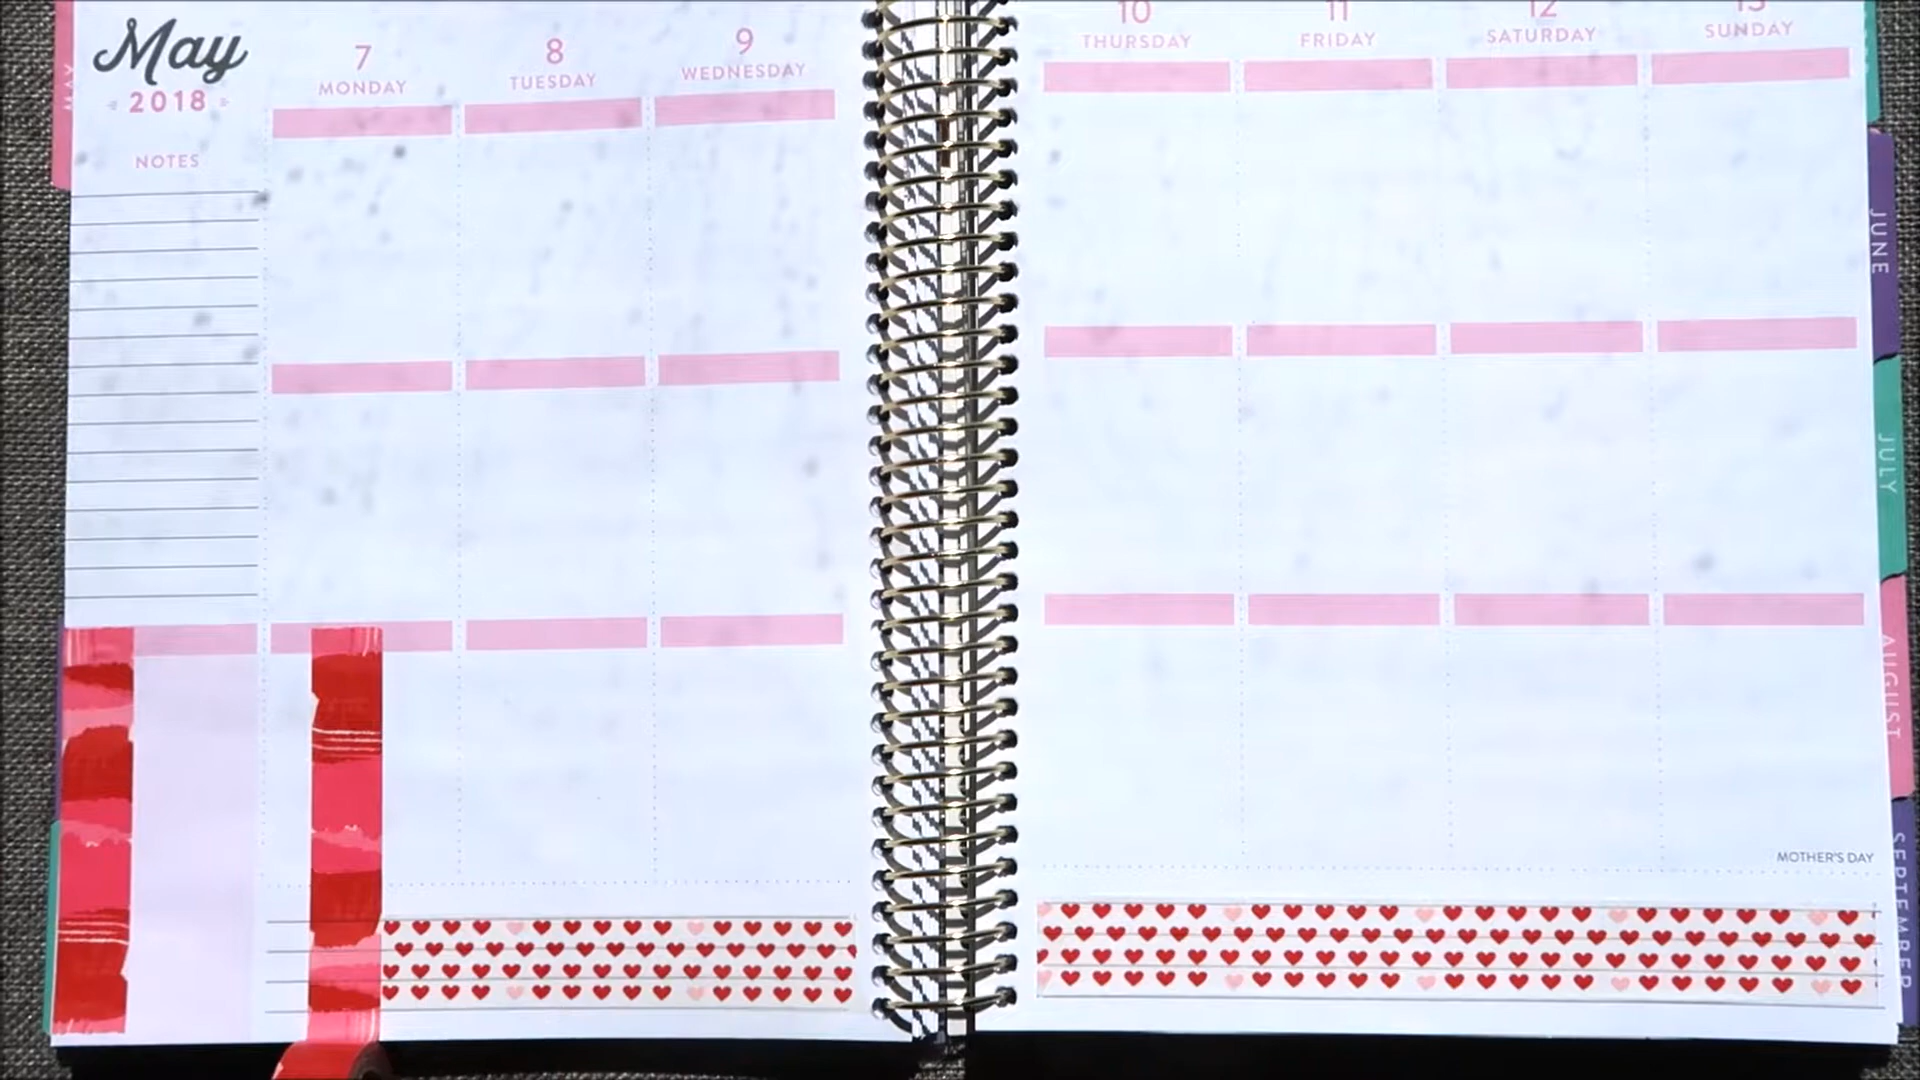 May
2018
NOTES
7
MONDAY
8
TUESDAY
9
WEDNESDAY
10
THURSDAY
11
FRIDAY
12
SATURDAY
13
SUNDAY
MOTHER'S DAY
MAY
JUNE
JULY
AUGUST
SEPTEMBER